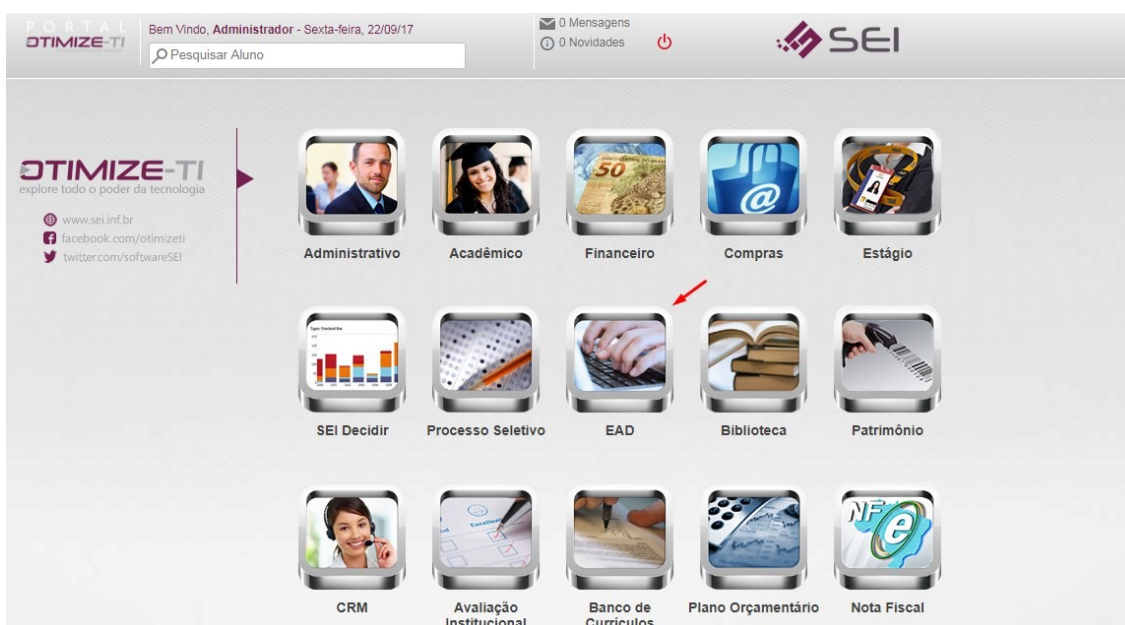 PORTAL
OTIMIZE-TI
Bem Vindo, Administrador - Sexta-feira, 22/09/17
Pesquisar Aluno
0 Mensagens
0 Novidades
SEI
OTIMIZE-TI
explore todo o poder da tecnologia
www.sei.inf.br
facebook.com/otimizeti
twitter.com/softwareSEI
50
@
Administrativo
Acadêmico
Financeiro
Compras
Estágio
SEI Decidir
Processo Seletivo
EAD
Biblioteca
Patrimônio
Excellent
NF
e
CRM
Avaliação
Institucional
Banco de
Currículos
Plano Orçamentário
Nota Fiscal